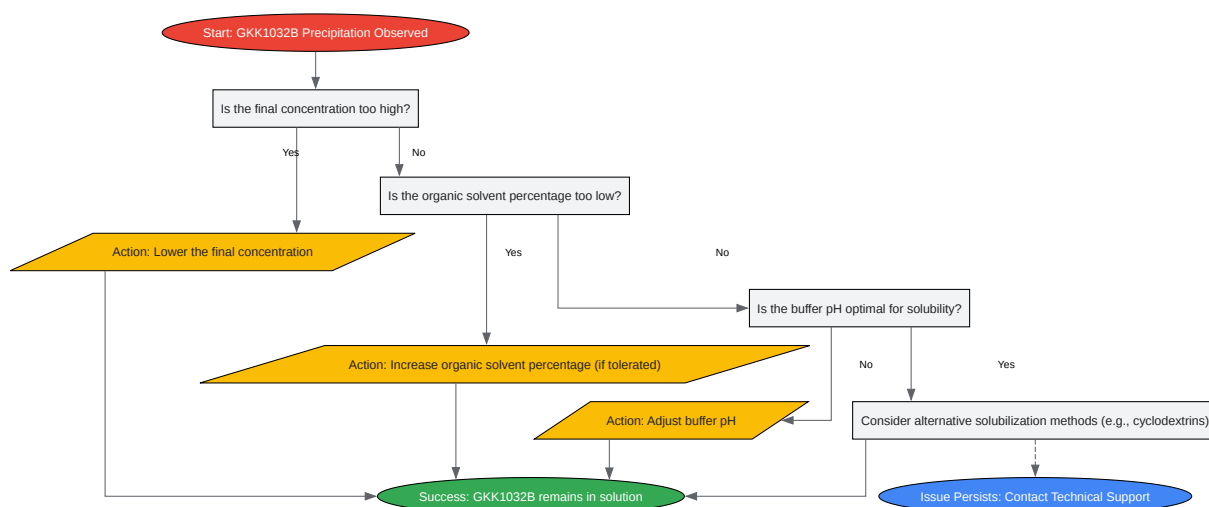 Start: GKK1032B Precipitation Observed
Is the final concentration too high?
Yes
No
Is the organic solvent percentage too low?
Action: Lower the final concentration
Yes
No
Is the buffer pH optimal for solubility?
Action: Increase organic solvent percentage (if tolerated)
No
Yes
Action: Adjust buffer pH
Consider alternative solubilization methods (e.g., cyclodextrins)
Success: GKK1032B remains in solution
Issue Persists: Contact Technical Support